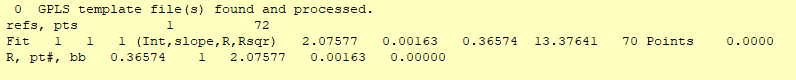 0 GPLS template file(s) found and processed.
refs, pts 1 72
Fit 1 1 1 (Int,slope,R,Rsqr) 2.07577 0.00163 0.36574 13.37641 70 Points 0.0000
R, pt#, bb 0.36574 1 2.07577 0.00163 0.00000